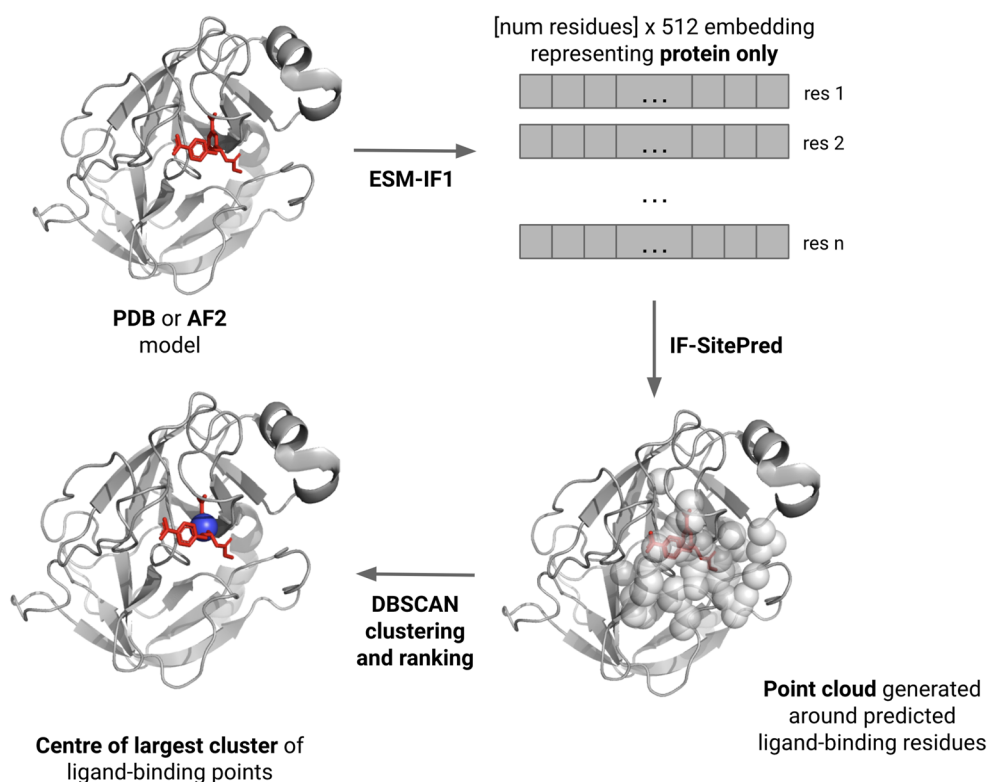 [num residues] x 512 embedding
representing protein only
... res 1
... res 2
...
... res n
ESM-IF1
PDB or AF2
model
IF-SitePred
DBSCAN
clustering
and ranking
Point cloud generated
around predicted
ligand-binding residues
Centre of largest cluster of
ligand-binding points